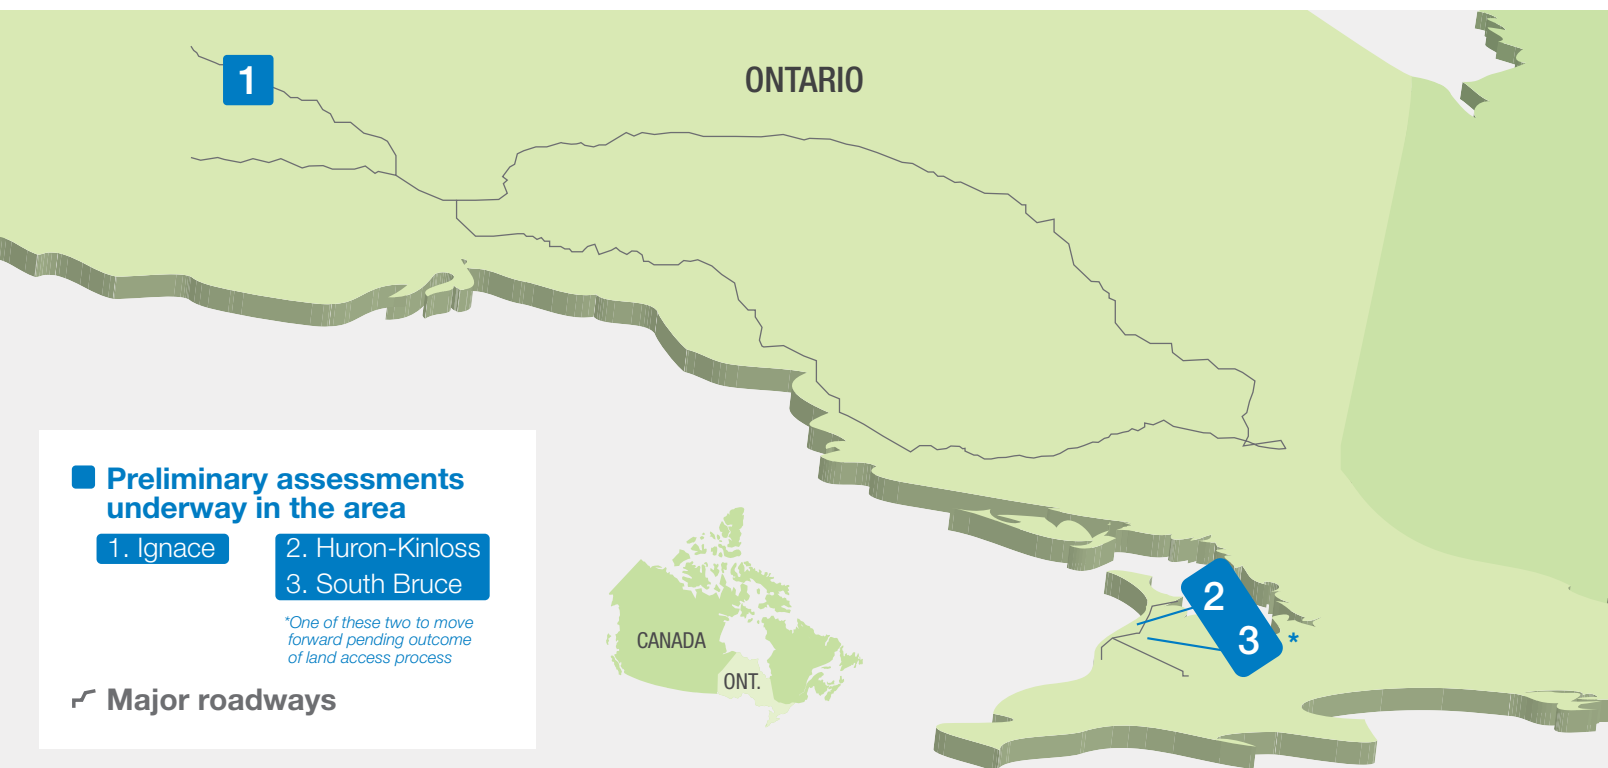 1
ONTARIO
Preliminary assessments
underway in the area
1. Ignace
2. Huron-Kinloss
3. South Bruce
*One of these two to move
forward pending outcome
of land access process
Major roadways
CANADA
ONT.
2
3
*